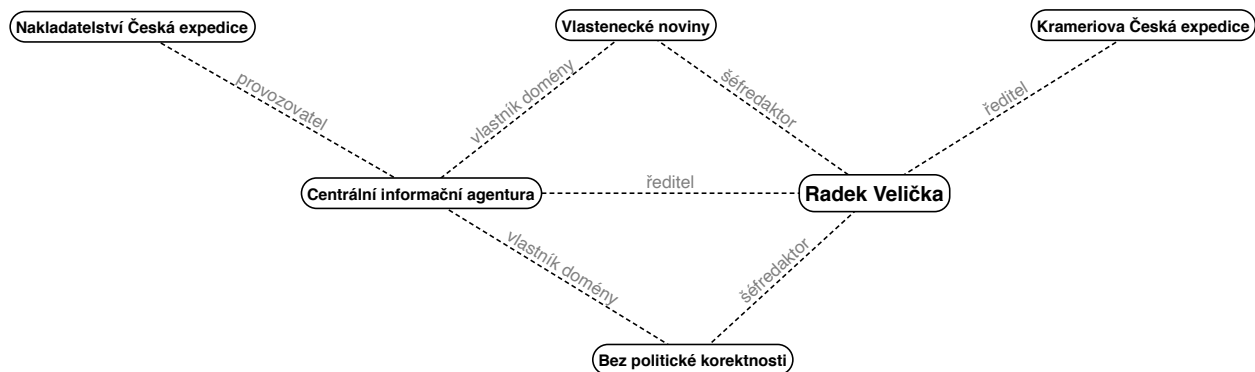 Nakladatelství Česká expedice
Vlastenecké noviny
Krameriova Česká expedice
provozovatel
vlastník domény
šéfredaktor
ředitel
Centrální informační agentura
ředitel
Radek Velička
vlastník domény
šéfredaktor
Bez politické korektnosti